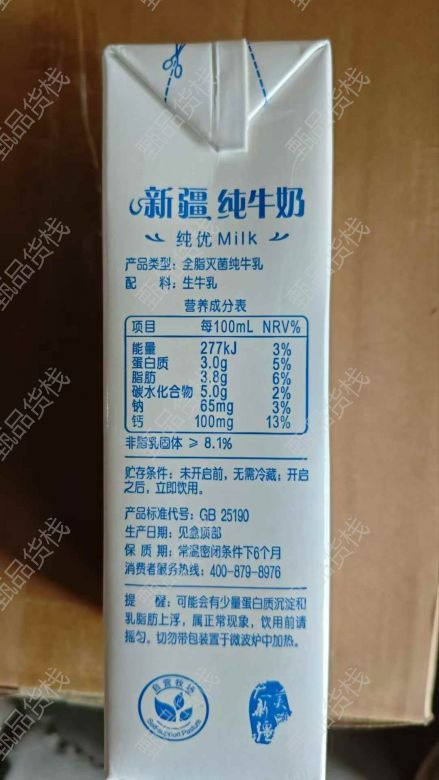 新疆纯牛奶
纯优Milk
产品类型：全脂灭菌纯牛乳
配 料：生牛乳
营养成分表
项目 每100mL NRV%
能量 277kJ 3%
蛋白质 3.0g 5%
脂肪 3.8g 6%
碳水化合物 5.0g 2%
钠 65mg 3%
钙 100mg 13%
非脂乳固体 ≥ 8.1%
贮存条件：未开启前，无需冷藏；开启
之后，立即饮用。
产品标准代号：GB 25190
生产日期：见盒顶部
保 质 期：常温密闭条件下6个月
消费者服务热线：400-879-8976
提 醒：可能会有少量蛋白质沉淀和
乳脂肪上浮，属正常现象，饮用前请
摇匀。切勿带包装置于微波炉中加热。
自营牧场
Self-support Pasture
新疆
甄品货栈